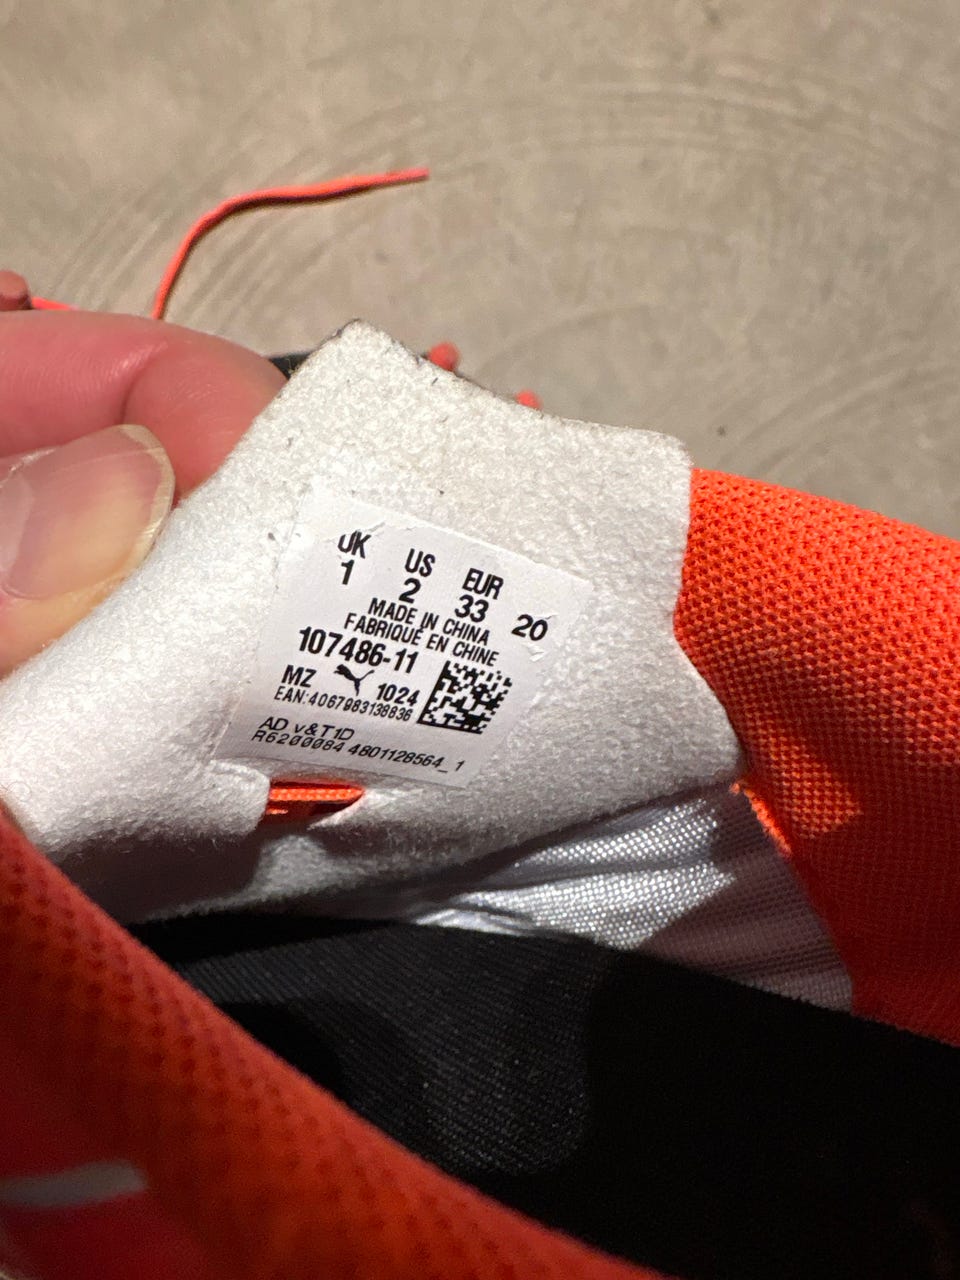 UK US EUR
1 2 33 20
MADE IN CHINA
FABRIQUÉ EN CHINE
107486-11
MZ 1024
EAN:4067983138836
AD v&T1D
R6200084 4801128564_1